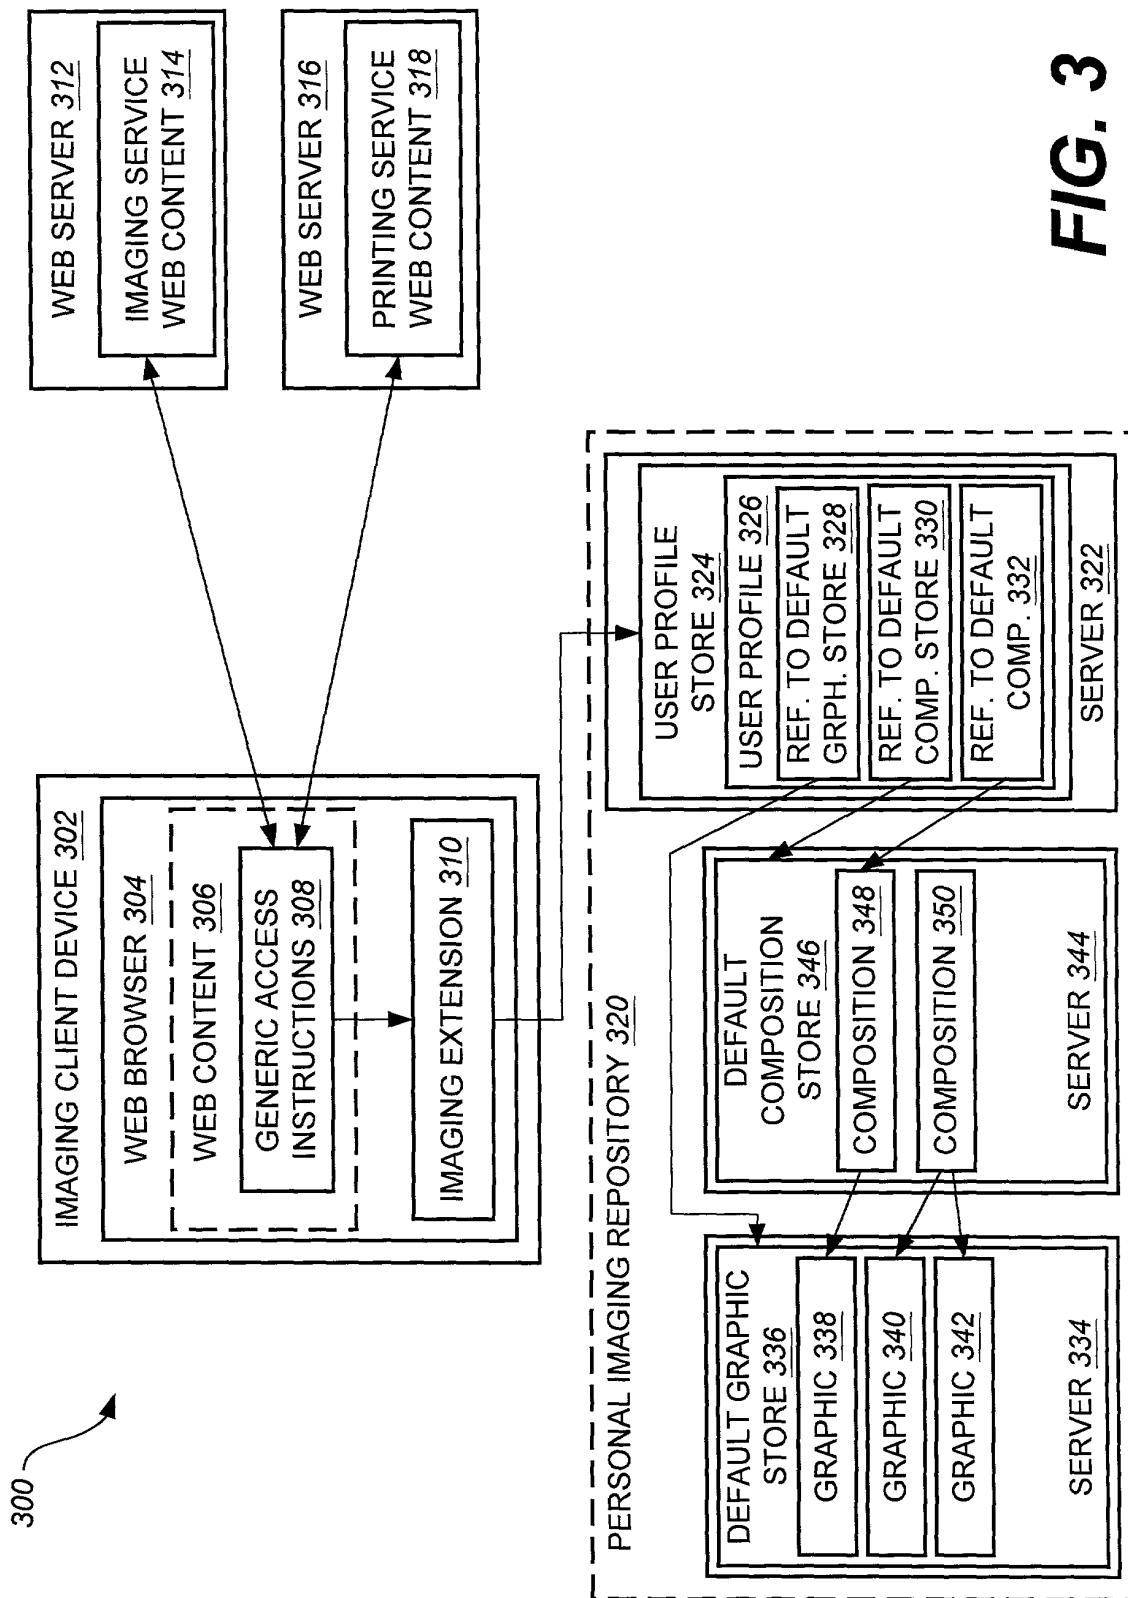 300
IMAGING CLIENT DEVICE 302
WEB BROWSER 304
WEB CONTENT 306
GENERIC ACCESS
INSTRUCTIONS 308
IMAGING EXTENSION 310
WEB SERVER 312
IMAGING SERVICE
WEB CONTENT 314
WEB SERVER 316
PRINTING SERVICE
WEB CONTENT 318
PERSONAL IMAGING REPOSITORY 320
DEFAULT GRAPHIC
STORE 336
GRAPHIC 338
GRAPHIC 340
GRAPHIC 342
SERVER 334
DEFAULT
COMPOSITION
STORE 346
COMPOSITION 348
COMPOSITION 350
SERVER 344
USER PROFILE
STORE 324
USER PROFILE 326
REF. TO DEFAULT
GRPH. STORE 328
REF. TO DEFAULT
COMP. STORE 330
REF. TO DEFAULT
COMP. 332
SERVER 322
FIG. 3